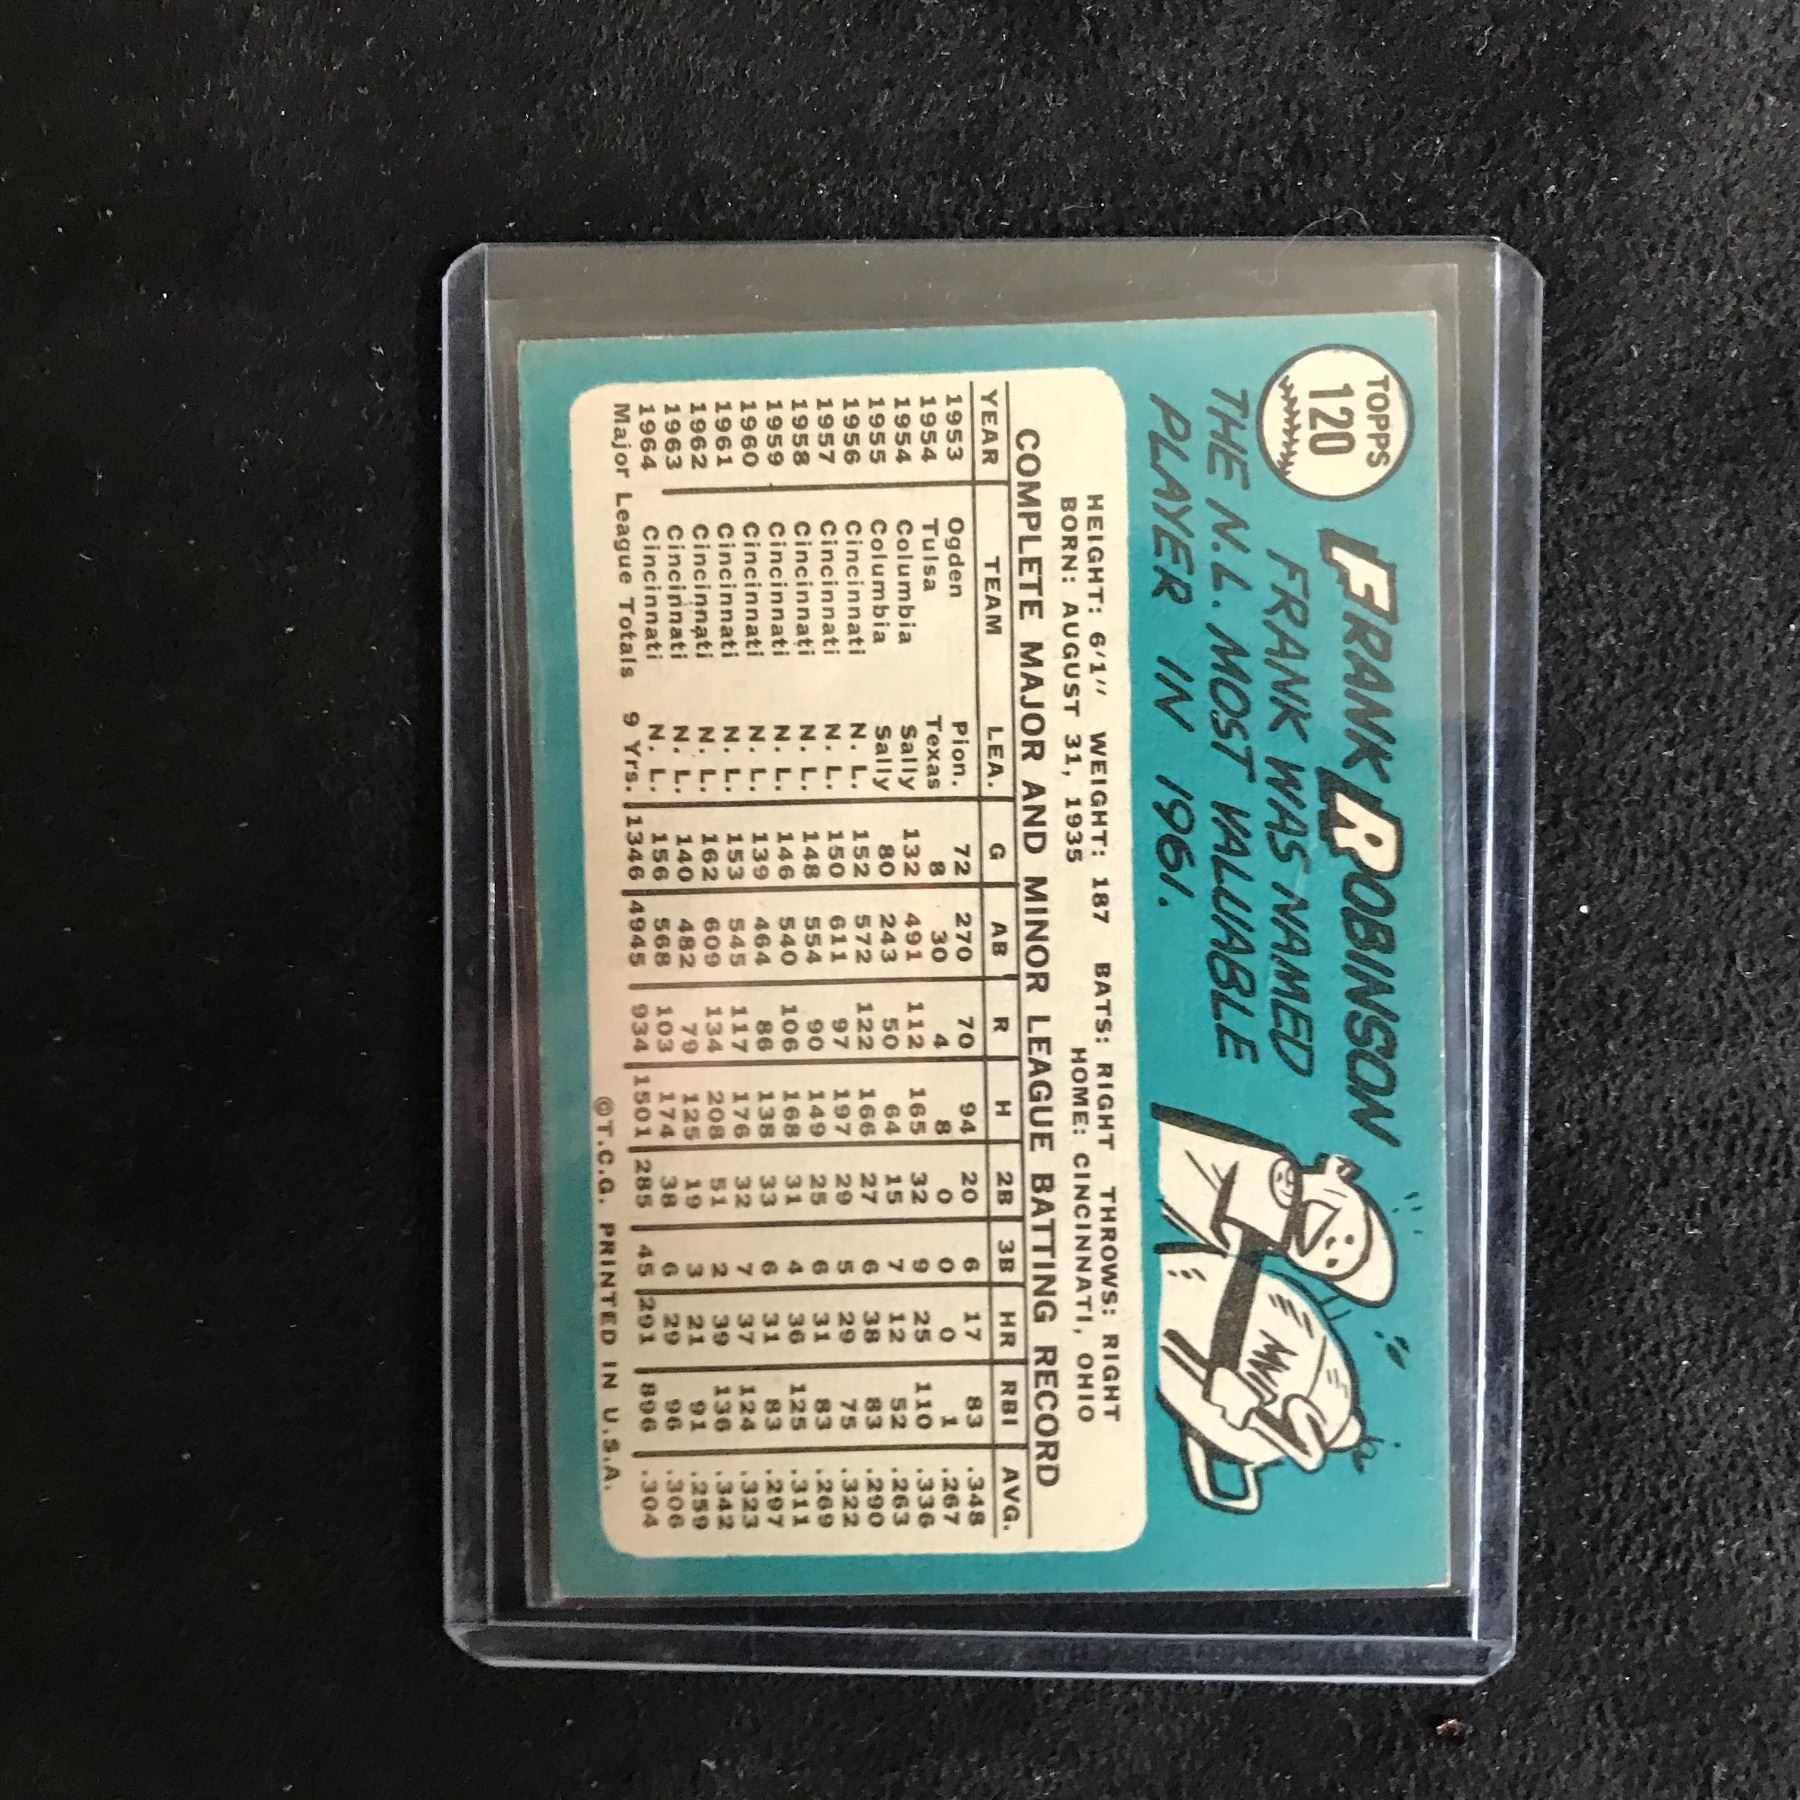 TOPPS
120
FRANK ROBINSON
FRANK WAS NAMED
THE N.L. MOST VALUABLE
PLAYER IN 1961.
MVP
HEIGHT: 6'1" WEIGHT: 187 BATS: RIGHT THROWS: RIGHT
BORN: AUGUST 31, 1935 HOME: CINCINNATI, OHIO
COMPLETE MAJOR AND MINOR LEAGUE BATTING RECORD
YEAR TEAM LEA. G AB R H 2B 3B HR RBI AVG.
1953 Ogden Pion. 72 270 70 94 20 6 17 83 .348
1954 Tulsa Texas 8 30 4 8 0 0 0 1 .267
1954 Columbia Sally 132 491 112 165 32 9 25 110 .336
1955 Columbia Sally 80 243 50 64 15 7 12 52 .263
1956 Cincinnati N. L. 152 572 122 166 27 6 38 83 .290
1957 Cincinnati N. L. 150 611 97 197 29 5 29 75 .322
1958 Cincinnati N. L. 148 554 90 149 25 6 31 83 .269
1959 Cincinnati N. L. 146 540 106 168 31 4 36 125 .311
1960 Cincinnati N. L. 139 464 86 138 33 6 31 83 .297
1961 Cincinnati N. L. 153 545 117 176 32 7 37 124 .323
1962 Cincinnati N. L. 162 609 134 208 51 2 39 136 .342
1963 Cincinnati N. L. 140 482 79 125 19 3 21 91 .259
1964 Cincinnati N. L. 156 568 103 174 38 6 29 96 .306
Major League Totals 9 Yrs. 1346 4945 934 1501 285 45 291 896 .304
©T.C.G. PRINTED IN U.S.A.